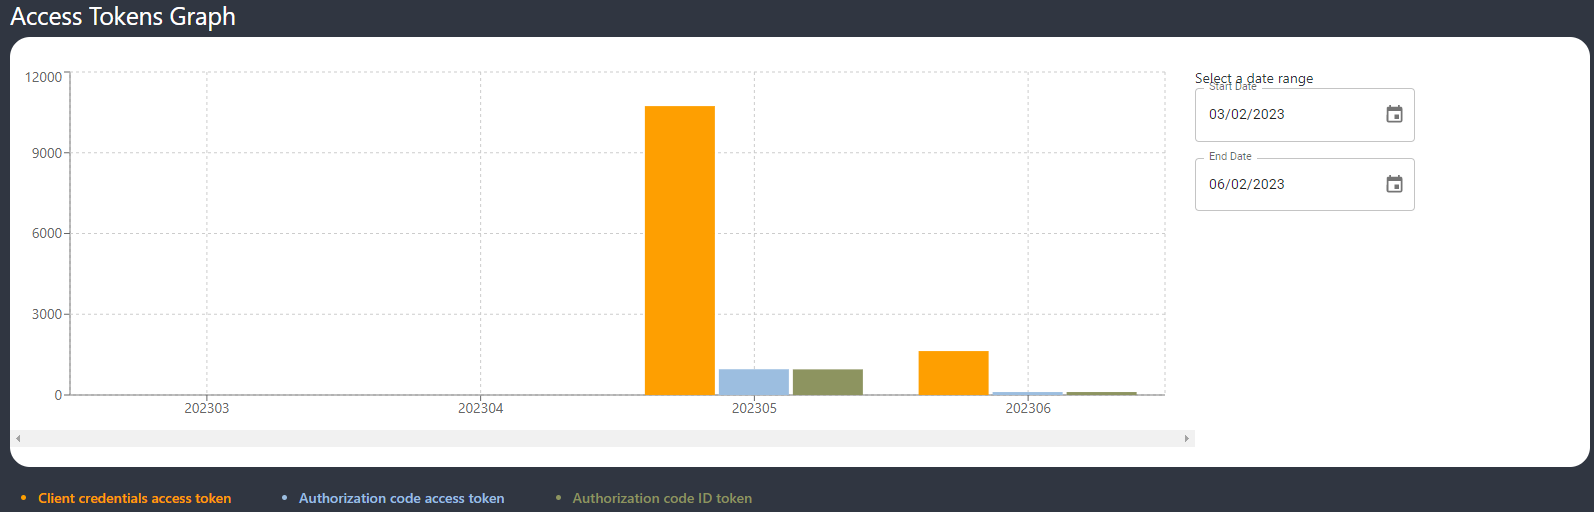 Access Tokens Graph
12000
9000
6000
3000
0
202303
202304
202305
202306
Select a date range
Start Date
03/02/2023
End Date
06/02/2023
Client credentials access token
Authorization code access token
Authorization code ID token